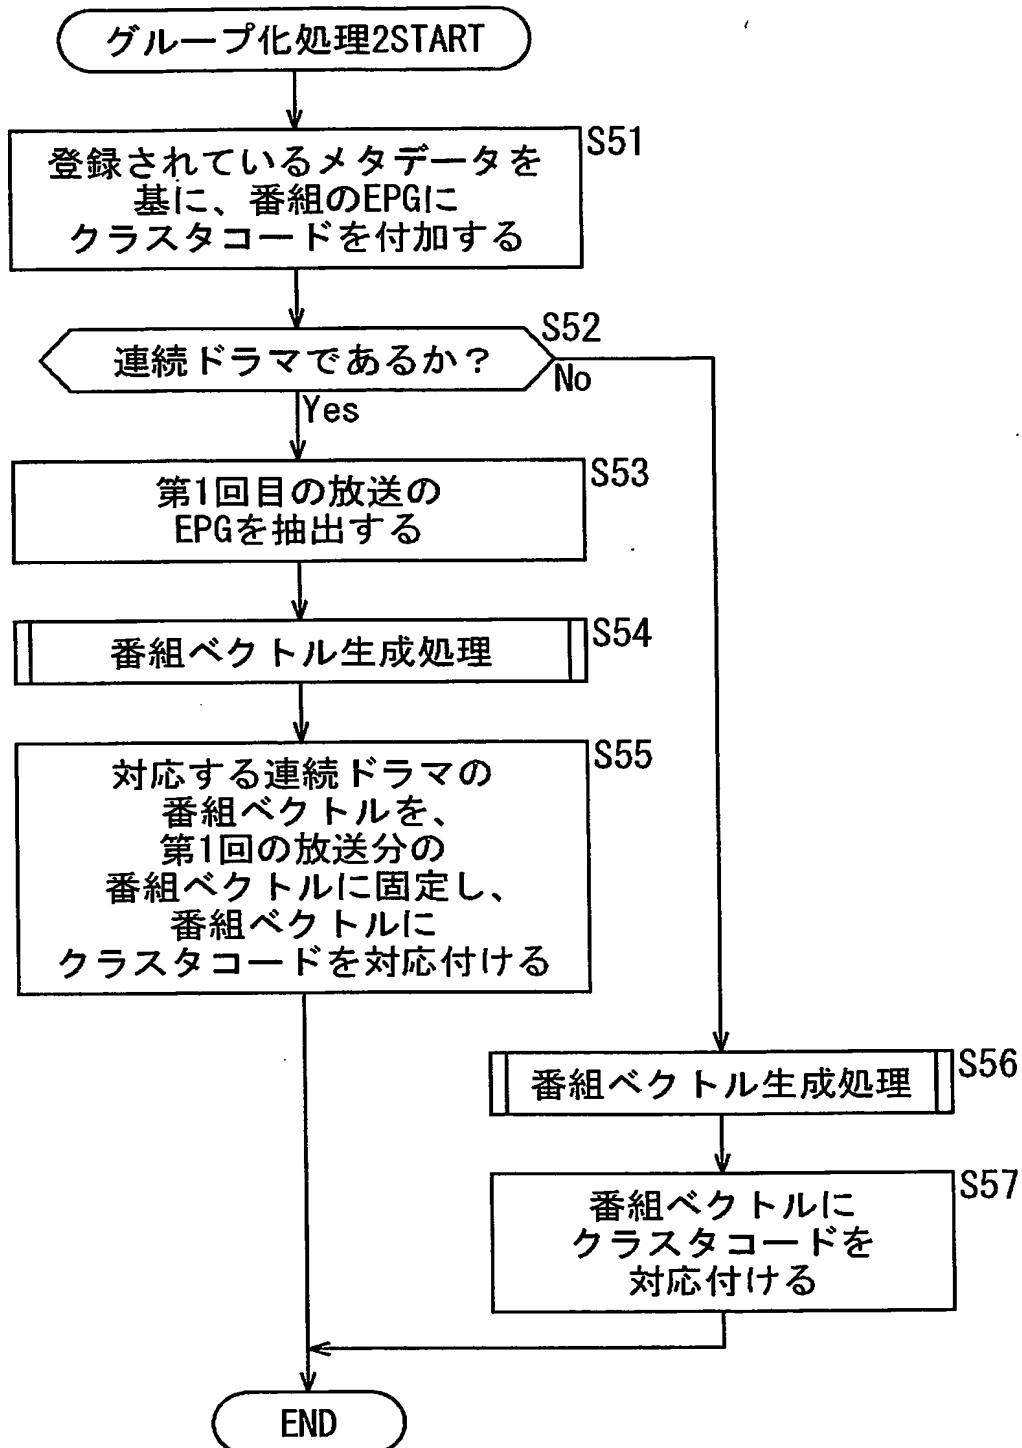 グループ化処理2START
S51
登録されているメタデータを
基に、番組のEPGに
クラスタコードを付加する
S52
連続ドラマであるか？
No
Yes
S53
第1回目の放送の
EPGを抽出する
S54
番組ベクトル生成処理
S55
対応する連続ドラマの
番組ベクトルを、
第1回の放送分の
番組ベクトルに固定し、
番組ベクトルに
クラスタコードを対応付ける
S56
番組ベクトル生成処理
S57
番組ベクトルに
クラスタコードを
対応付ける
END